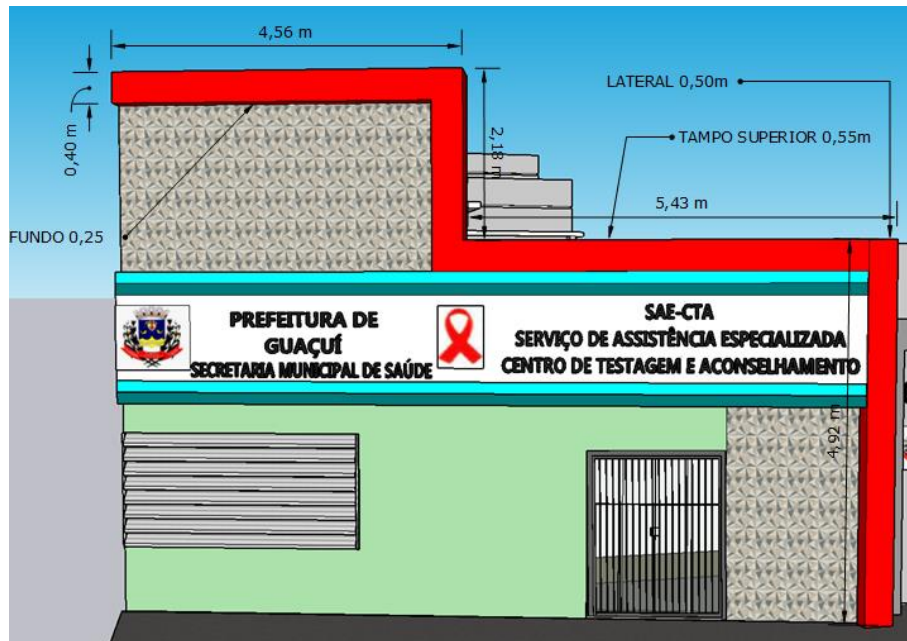 4,56 m
0,40 m
2,18 m
LATERAL 0,50m
TAMPO SUPERIOR 0,55m
5,43 m
FUNDO 0,25
PREFEITURA DE
GUAÇUÍ
SECRETARIA MUNICIPAL DE SAÚDE
SAE-CTA
SERVIÇO DE ASSISTÊNCIA ESPECIALIZADA
CENTRO DE TESTAGEM E ACONSELHAMENTO
4,92 m